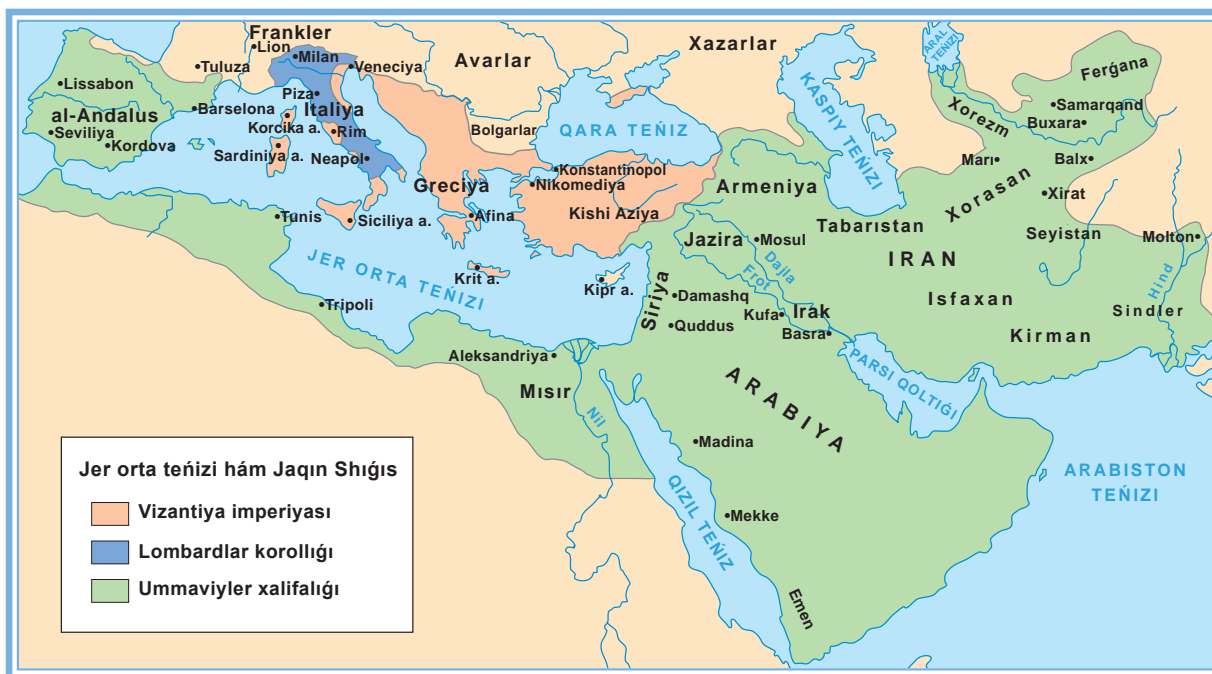 Frankler
Lion
Milan
Veneciya
Tuluza
Avarlar
Xazarlar
ARAL TEŃIZI
Ferǵana
Lissabon
al-Andalus
Seviliya
Kordova
Barselona
Piza
Italiya
Korcika a.
Rim
Sardiniya a.
Neapol
Bolgarlar
QARA TEŃIZ
KASPIY TEŃIZI
Xorezm
Samarqand
Buxara
Marı
Balx
Konstantinopol
Nikomediya
Greciya
Afina
Kishi Aziya
Armeniya
Xorasan
Xirat
Tunis
Siciliya a.
Tabarıstan
Seyistan
Molton
Jazira
Mosul
IRAN
JER ORTA TEŃIZI
Krit a.
Kipr a.
Siriya
Dajla
Frot
Damashq
Isfaxan
Hind
Sindler
Tripoli
Quddus
Kufa
Irak
Basra
Kirman
Aleksandriya
Mısır
Nil
ARABIYA
PARSI QOLTIǴI
Madina
QIZIL TEŃIZ
Mekke
Emen
ARABISTON
TEŃIZI
Jer orta teńizi hám Jaqın Shıǵıs
Vizantiya imperiyası
Lombardlar korollıǵı
Ummaviyler xalifalıǵı